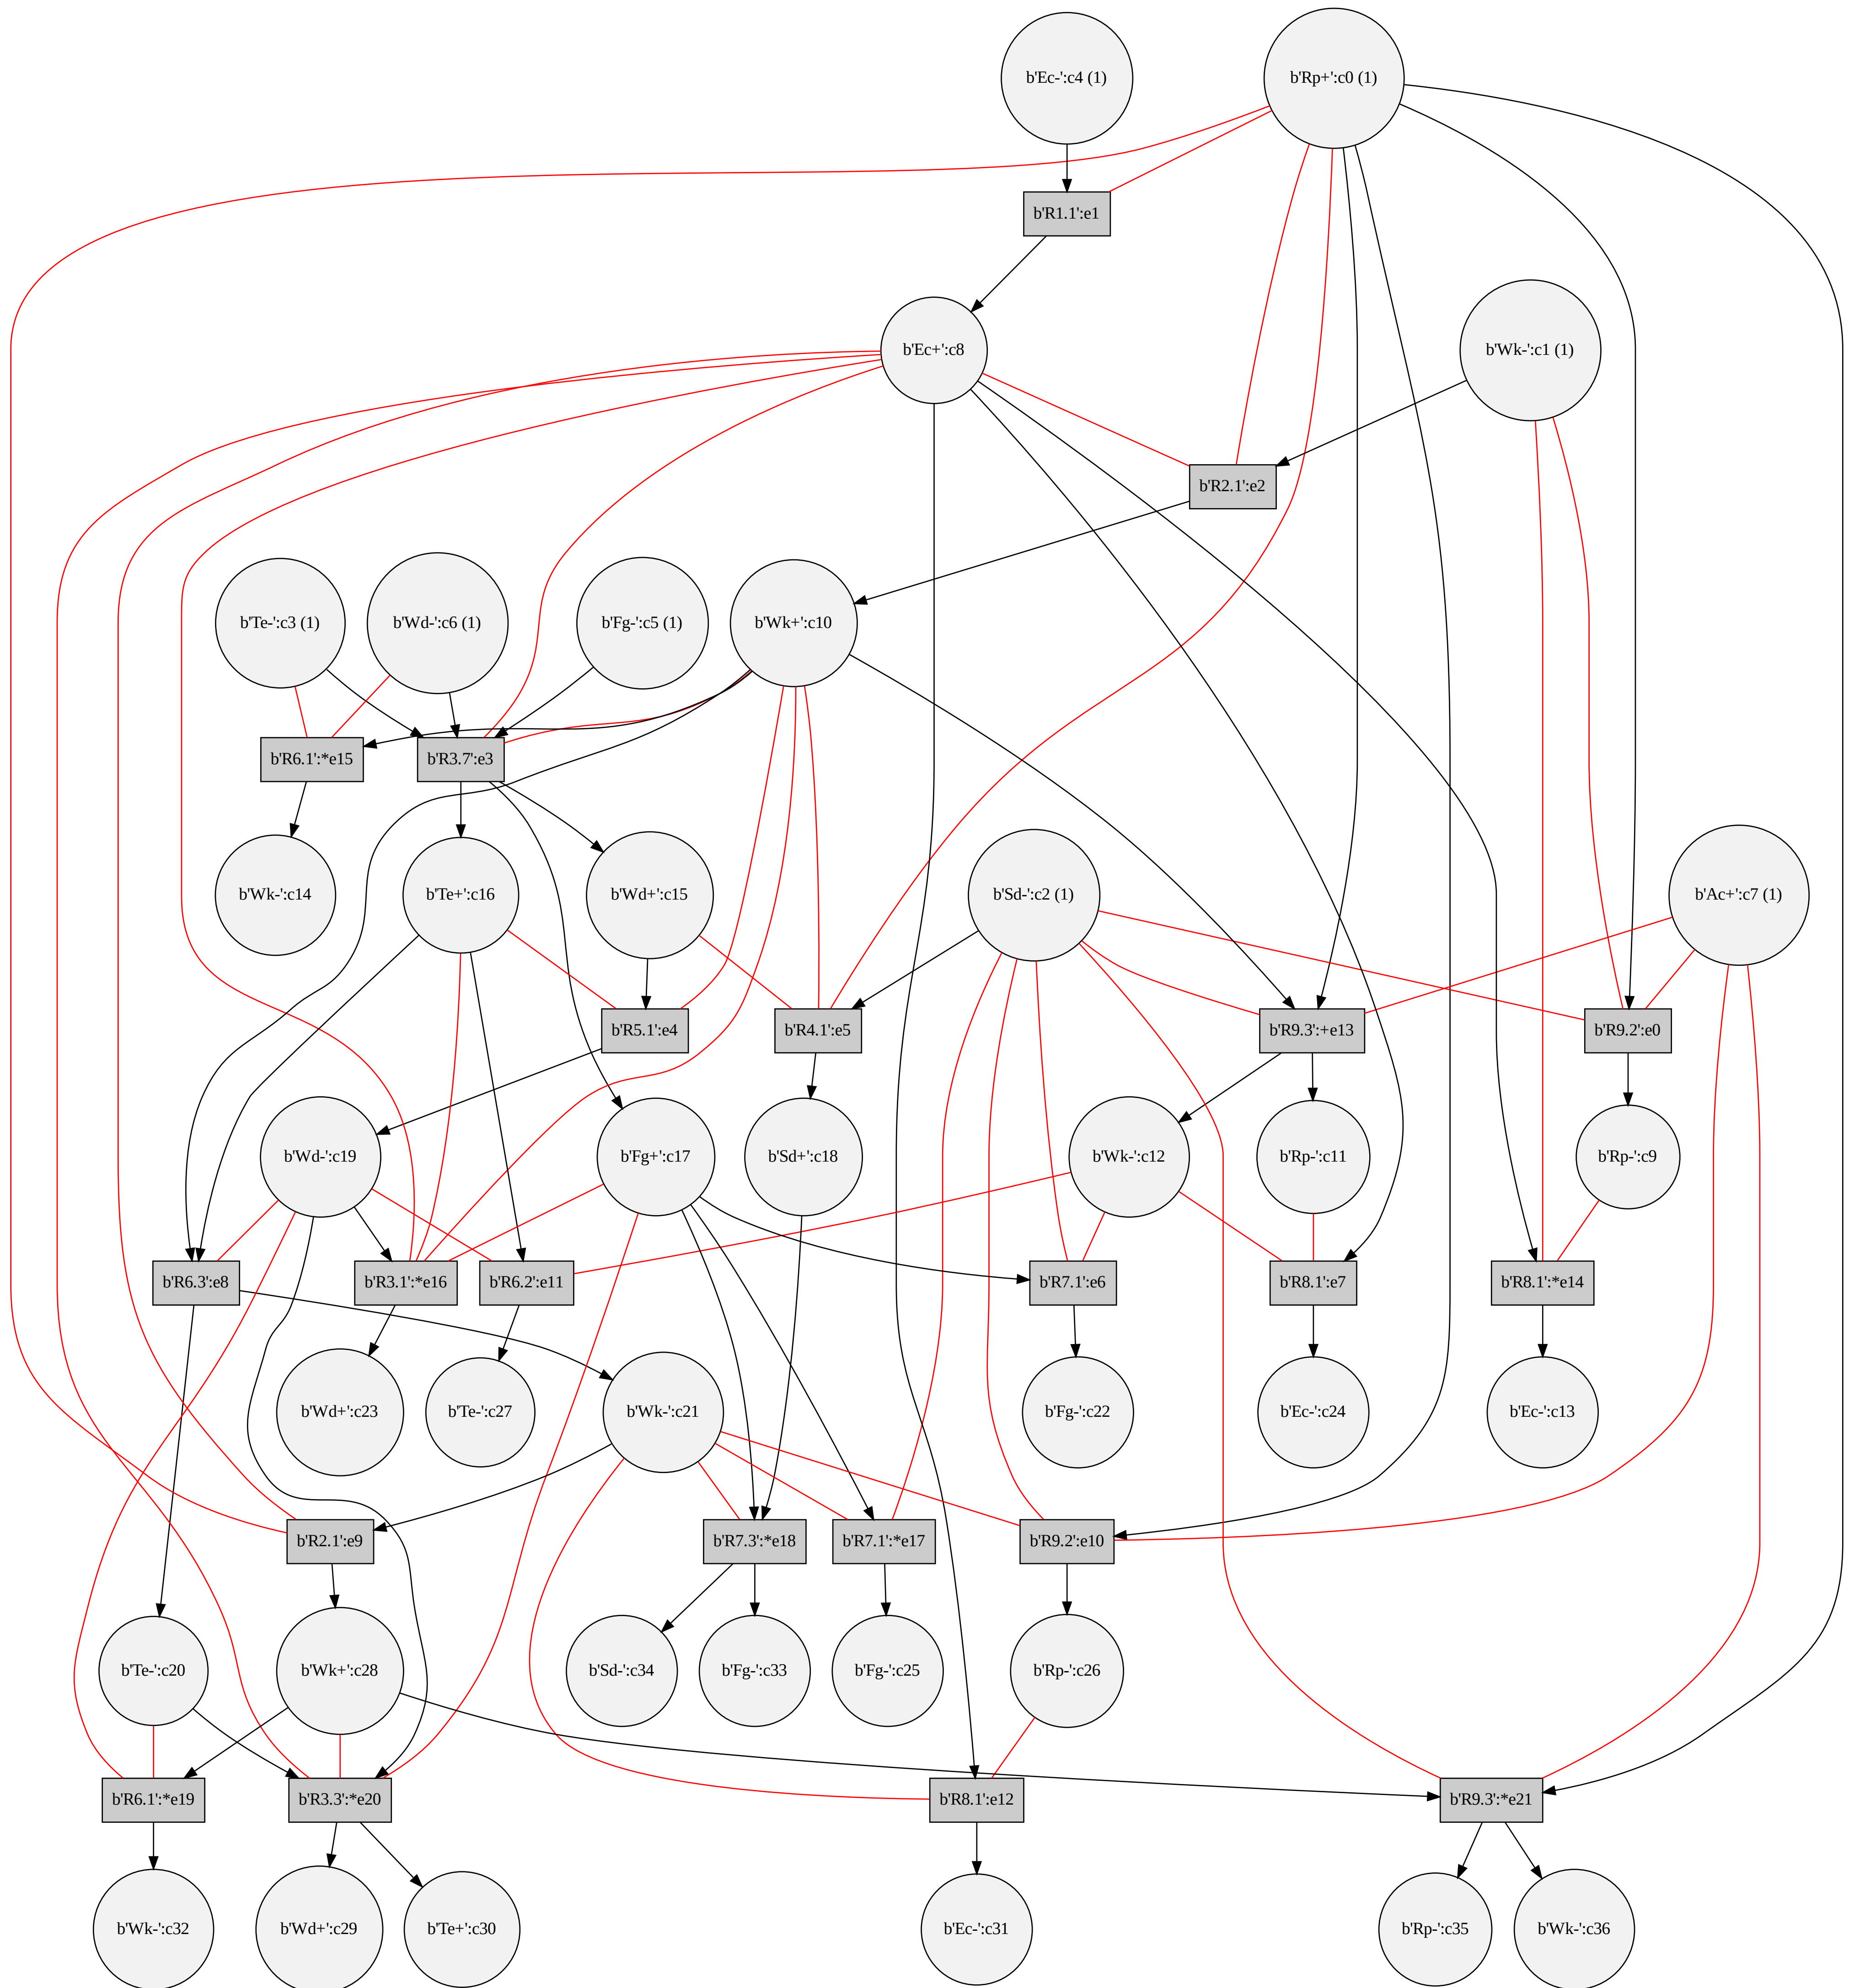 b'Ec-':c4 (1)
b'Rp+':c0 (1)
b'R1.1':e1
b'Ec+':c8
b'Wk-':c1 (1)
b'R2.1':e2
b'Te-':c3 (1)
b'Wd-':c6 (1)
b'Fg-':c5 (1)
b'Wk+':c10
b'R6.1':*e15
b'R3.7':e3
b'Wk-':c14
b'Te+':c16
b'Wd+':c15
b'Sd-':c2 (1)
b'Ac+':c7 (1)
b'R5.1':e4
b'R4.1':e5
b'R9.3':+e13
b'R9.2':e0
b'Wd-':c19
b'Fg+':c17
b'Sd+':c18
b'Wk-':c12
b'Rp-':c11
b'Rp-':c9
b'R6.3':e8
b'R3.1':*e16
b'R6.2':e11
b'R7.1':e6
b'R8.1':e7
b'R8.1':*e14
b'Wd+':c23
b'Te-':c27
b'Wk-':c21
b'Fg-':c22
b'Ec-':c24
b'Ec-':c13
b'R2.1':e9
b'R7.3':*e18
b'R7.1':*e17
b'R9.2':e10
b'Te-':c20
b'Wk+':c28
b'Sd-':c34
b'Fg-':c33
b'Fg-':c25
b'Rp-':c26
b'R6.1':*e19
b'R3.3':*e20
b'R8.1':e12
b'R9.3':*e21
b'Wk-':c32
b'Wd+':c29
b'Te+':c30
b'Ec-':c31
b'Rp-':c35
b'Wk-':c36